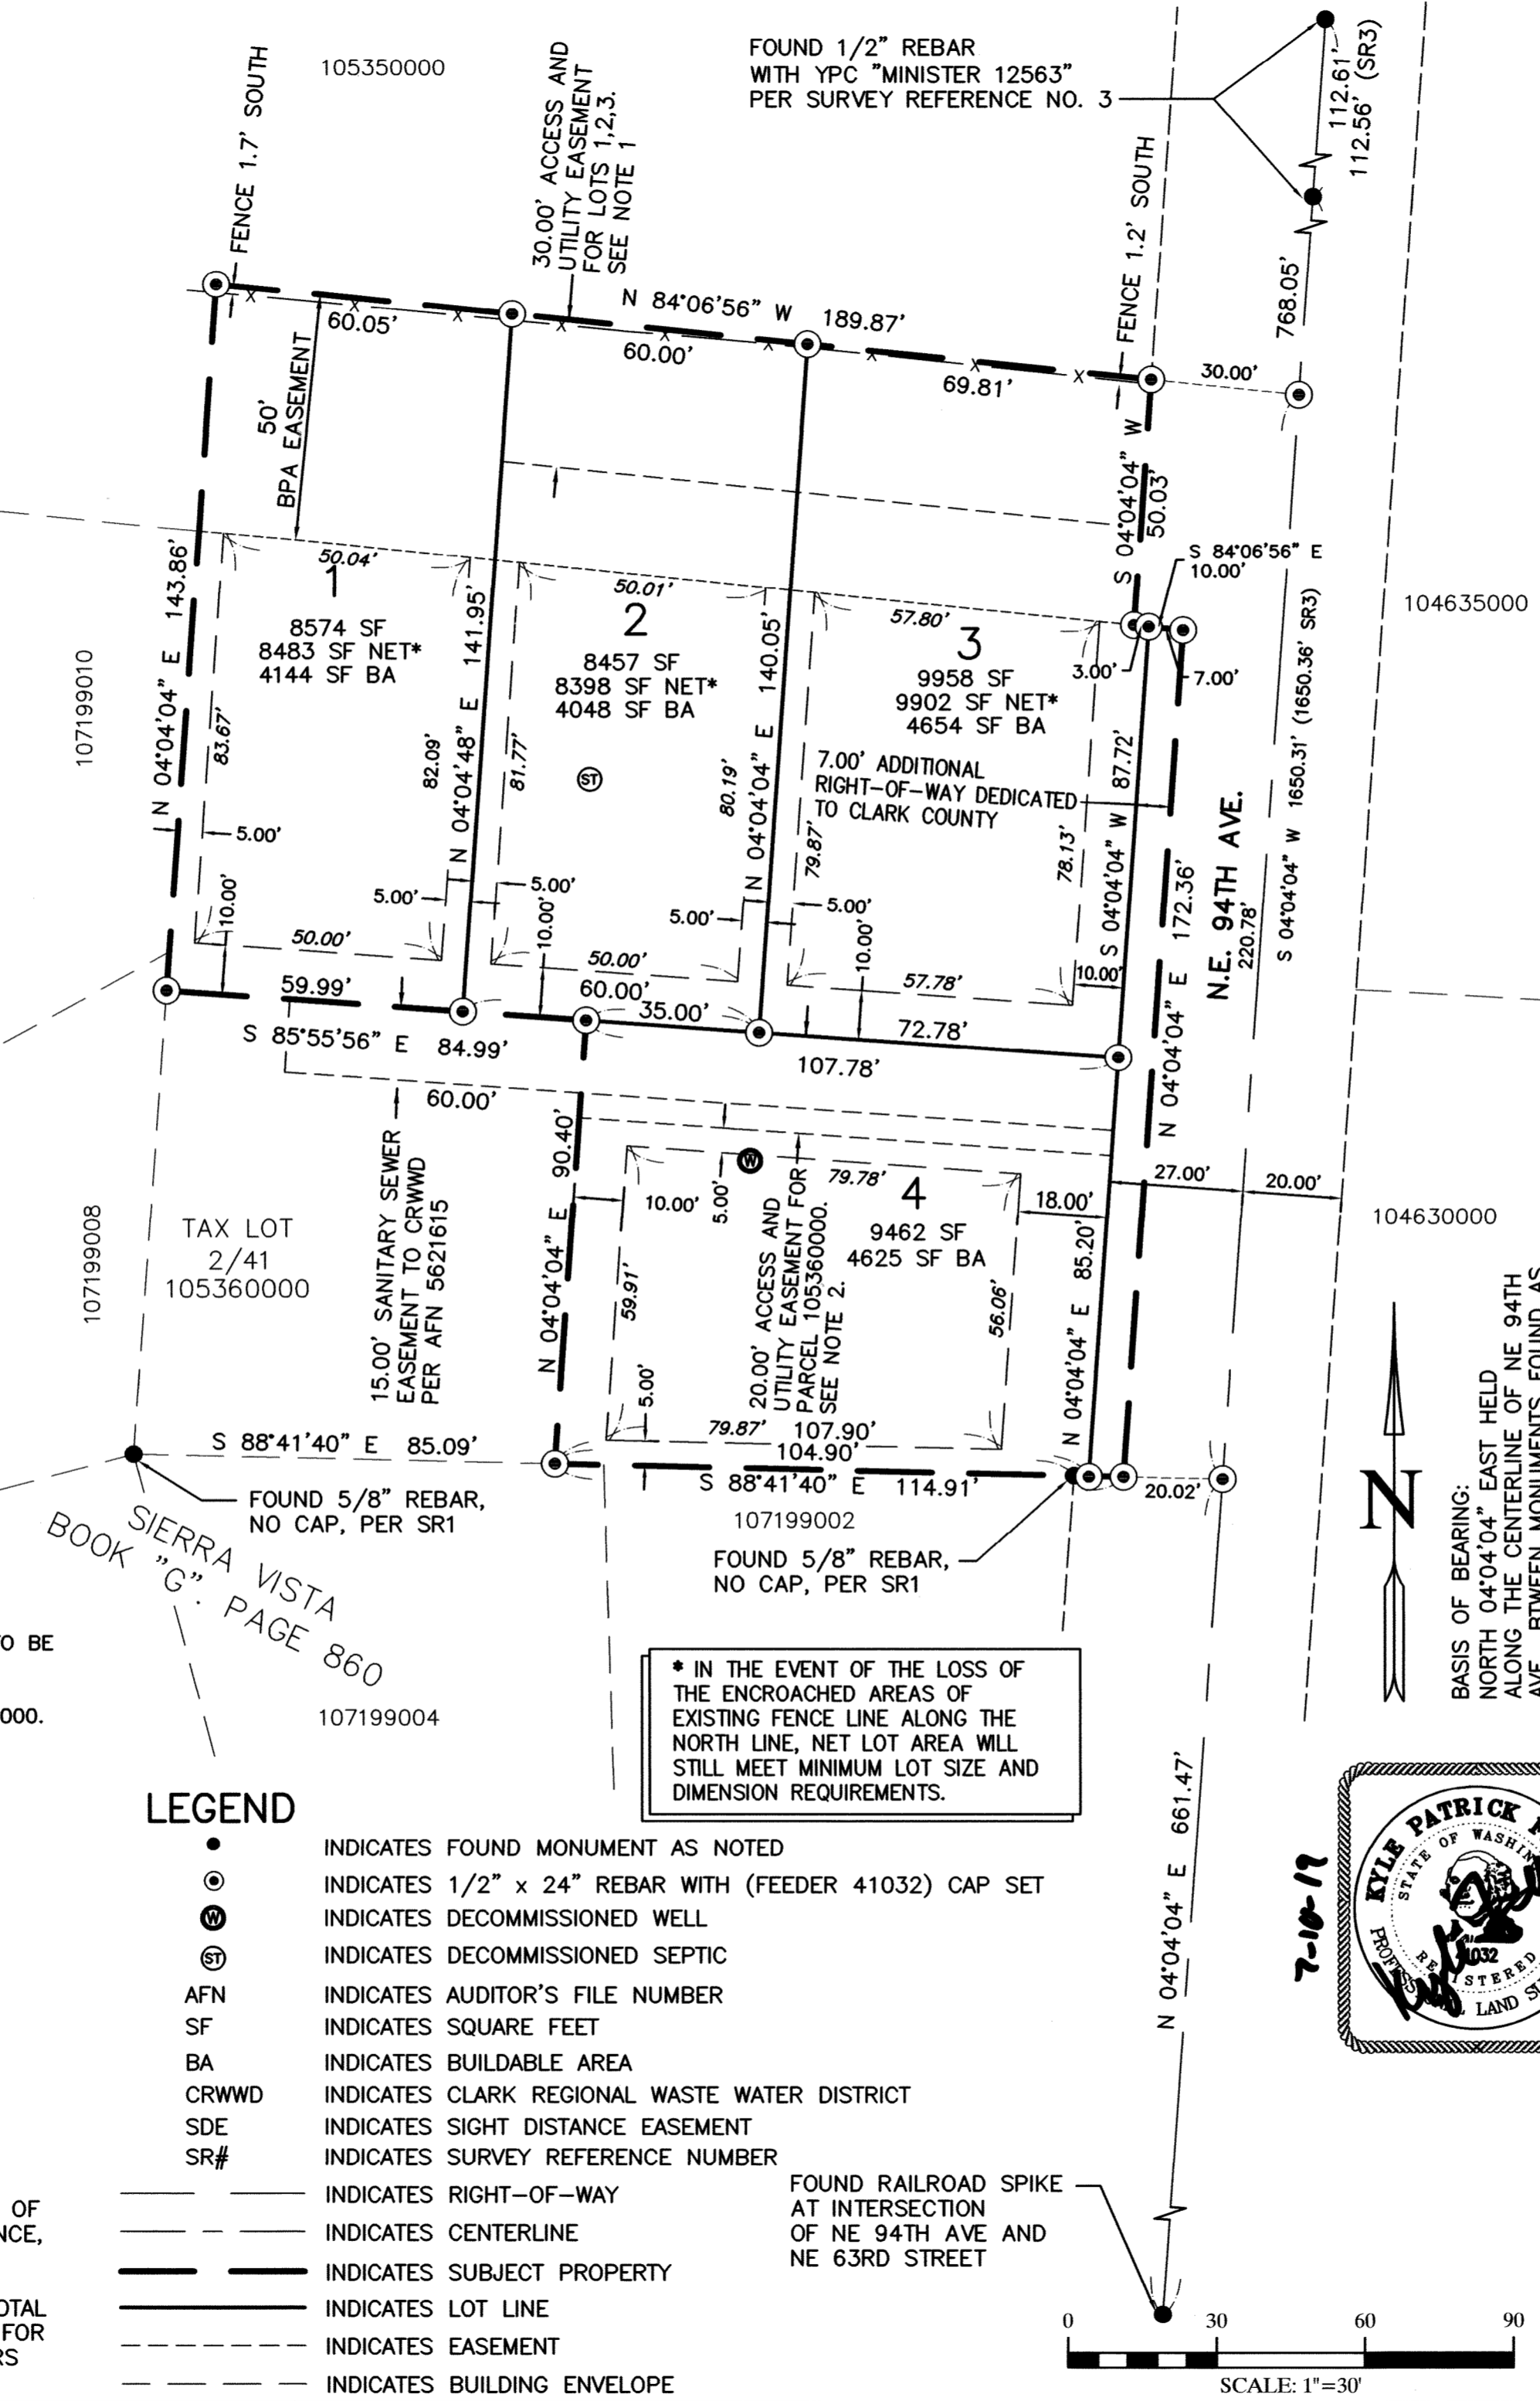 105350000
FENCE 1.7' SOUTH
30.00' ACCESS AND
UTILITY EASEMENT
FOR LOTS 1,2,3.
SEE NOTE 1
FOUND 1/2" REBAR
WITH YPC "MINISTER 12563"
PER SURVEY REFERENCE NO. 3
112.61'
112.56' (SR3)
FENCE 1.2' SOUTH
768.05'
N 84°06'56" W 189.87'
60.05'
60.00'
69.81'
30.00'
50'
BPA EASEMENT
S 04°04'04" W
50.03'
S 84°06'56" E
10.00'
3.00'
7.00'
104635000
107199010
N 04°04'04" E 143.86'
50.04'
1
8574 SF
8483 SF NET*
4144 SF BA
83.67'
82.09'
N 04°04'48" E 141.95'
50.01'
2
8457 SF
8398 SF NET*
4048 SF BA
81.77'
ST
80.19'
N 04°04'04" E 140.05'
57.80'
3
9958 SF
9902 SF NET*
4654 SF BA
7.00' ADDITIONAL
RIGHT-OF-WAY DEDICATED
TO CLARK COUNTY
79.87'
78.13'
S 04°04'04" W 87.72'
N 04°04'04" E 172.36'
N.E. 94TH AVE.
220.78'
S 04°04'04" W 1650.31' (1650.36' SR3)
5.00'
10.00'
50.00'
5.00'
5.00'
10.00'
50.00'
5.00'
5.00'
10.00'
57.78'
10.00'
59.99'
60.00'
35.00'
72.78'
S 85°55'56" E 84.99'
107.78'
60.00'
15.00' SANITARY SEWER
EASEMENT TO CRWWD
PER AFN 5621615
N 04°04'04" E 90.40'
107199008
TAX LOT
2/41
105360000
W
10.00'
5.00'
79.78'
4
9462 SF
4625 SF BA
18.00'
27.00'
20.00'
104630000
59.91'
20.00' ACCESS AND
UTILITY EASEMENT FOR
PARCEL 105360000.
SEE NOTE 2.
56.06'
N 04°04'04" E 85.20'
5.00'
79.87'
107.90'
104.90'
S 88°41'40" E 85.09'
S 88°41'40" E 114.91'
20.02'
FOUND 5/8" REBAR,
NO CAP, PER SR1
107199002
FOUND 5/8" REBAR,
NO CAP, PER SR1
SIERRA VISTA
BOOK "G". PAGE 860
107199004
N
BASIS OF BEARING:
NORTH 04°04'04" EAST HELD
ALONG THE CENTERLINE OF NE 94TH
AVE. BTWEEN MONUMENTS FOUND AS
O BE
000.
* IN THE EVENT OF THE LOSS OF
THE ENCROACHED AREAS OF
EXISTING FENCE LINE ALONG THE
NORTH LINE, NET LOT AREA WILL
STILL MEET MINIMUM LOT SIZE AND
DIMENSION REQUIREMENTS.
N 04°04'04" E 661.47'
7-10-19
KYLE PATRICK
STATE OF WASHIN
41032
REGISTERED
PROFESSIONAL LAND SU
LEGEND
INDICATES FOUND MONUMENT AS NOTED
INDICATES 1/2" x 24" REBAR WITH (FEEDER 41032) CAP SET
W INDICATES DECOMMISSIONED WELL
ST INDICATES DECOMMISSIONED SEPTIC
AFN INDICATES AUDITOR'S FILE NUMBER
SF INDICATES SQUARE FEET
BA INDICATES BUILDABLE AREA
CRWWD INDICATES CLARK REGIONAL WASTE WATER DISTRICT
SDE INDICATES SIGHT DISTANCE EASEMENT
SR# INDICATES SURVEY REFERENCE NUMBER
INDICATES RIGHT-OF-WAY
INDICATES CENTERLINE
INDICATES SUBJECT PROPERTY
INDICATES LOT LINE
INDICATES EASEMENT
INDICATES BUILDING ENVELOPE
OF
NCE,
OTAL
FOR
RS
FOUND RAILROAD SPIKE
AT INTERSECTION
OF NE 94TH AVE AND
NE 63RD STREET
0 30 60 90
SCALE: 1"=30'